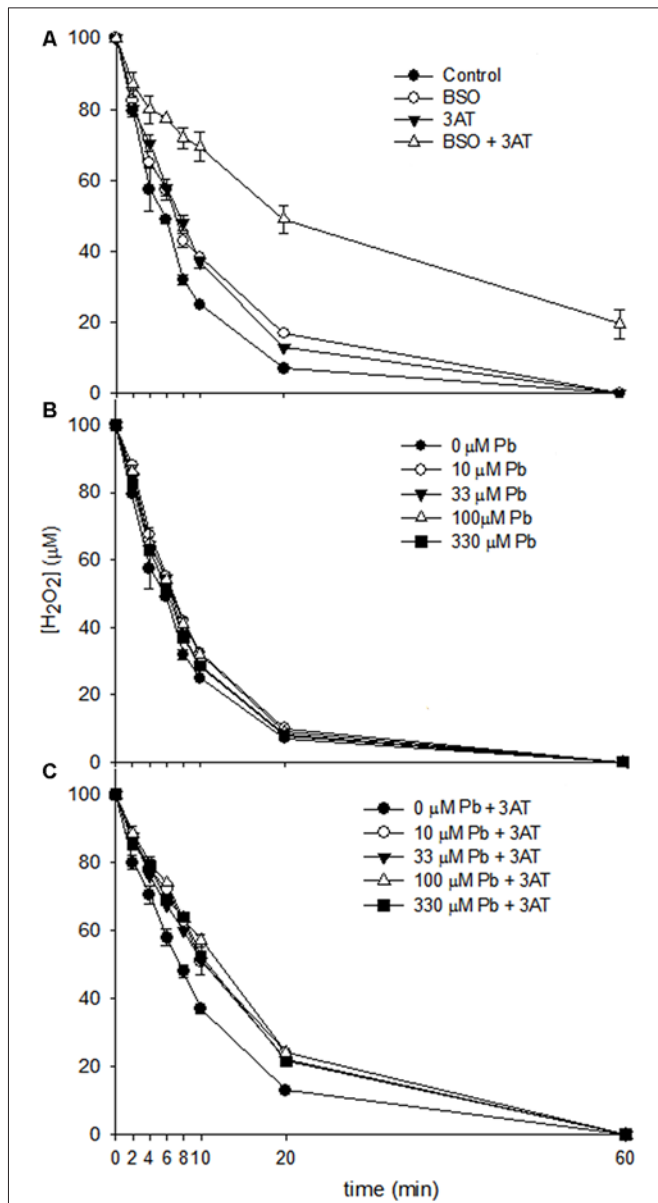 A
100
80
60
40
20
0
Control
BSO
3AT
BSO + 3AT
B
100
80
60
40
20
0
0 μM Pb
10 μM Pb
33 μM Pb
100μM Pb
330 μM Pb
[H₂O₂] (μM)
C
100
80
60
40
20
0
0 μM Pb + 3AT
10 μM Pb + 3AT
33 μM Pb + 3AT
100 μM Pb + 3AT
330 μM Pb + 3AT
0 2 4 6 8 10 20 60
time (min)